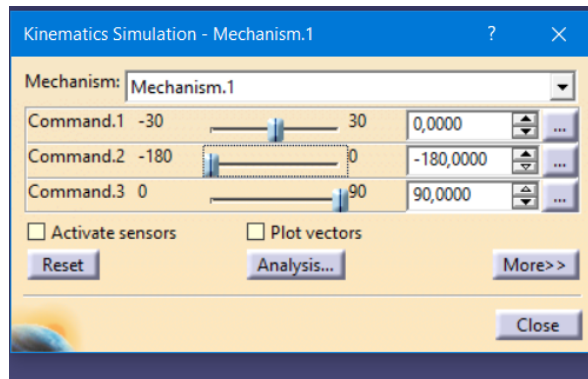 Kinematics Simulation - Mechanism.1 ?
Mechanism: Mechanism.1
Command.1 -30 30 0,0000 ...
Command.2 -180 0 -180,0000 ...
Command.3 0 90 90,0000 ...
Activate sensors Plot vectors
Reset Analysis... More>>
Close